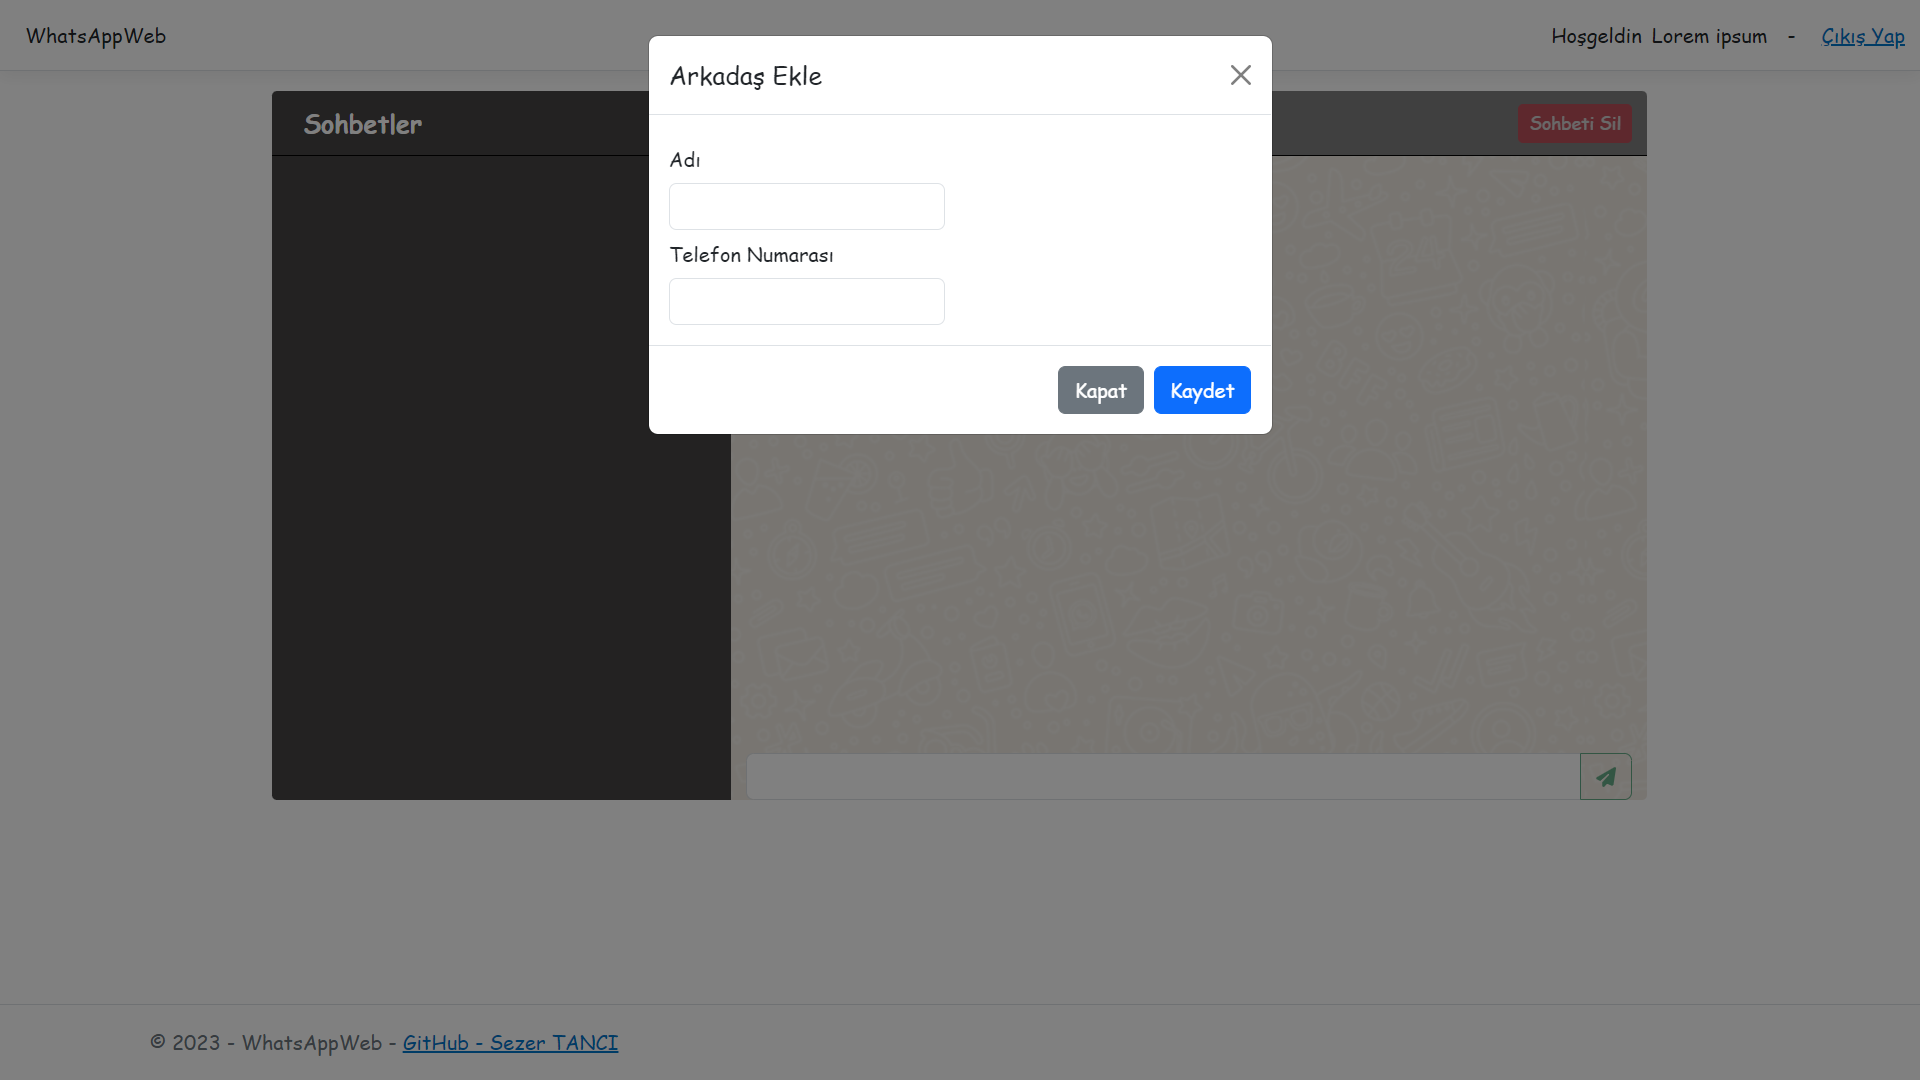 WhatsAppWeb
Hoşgeldin Lorem ipsum - Çıkış Yap
Arkadaş Ekle
Sohbetler
Sohbeti Sil
Adı
Telefon Numarası
Kapat
Kaydet
© 2023 - WhatsAppWeb - GitHub - Sezer TANCI